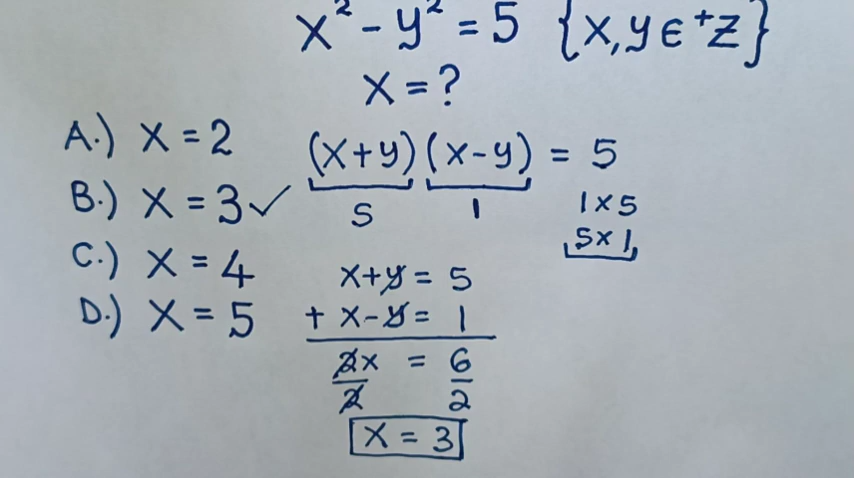 x² - y² = 5 {x, y ∈ ⁺Z}
x = ?
A.) x = 2
B.) x = 3 ✓
C.) x = 4
D.) x = 5
(x+y)(x-y) = 5
5 1
1 x 5
5 x 1
x+y = 5
+ x-y = 1
2x = 6
2 2
x = 3